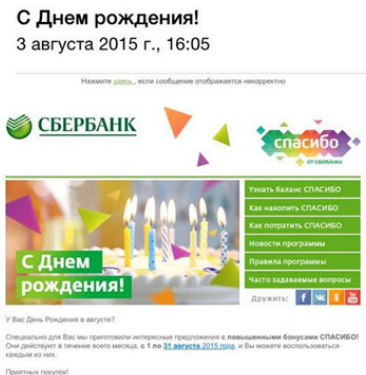 С Днем рождения!
3 августа 2015 г., 16:05
Нажмите здесь , если сообщение отображается некорректно
СБЕРБАНК
спасибо
ОТ СБЕРБАНКА
Узнать баланс СПАСИБО
Как накопить СПАСИБО
Как потратить СПАСИБО
Новости программы
Правила программы
Часто задаваемые вопросы
С Днем
рождения!
Дружить:
У Вас День Рождения в августе?
Специально для Вас мы приготовили интересные предложения с повышенными бонусами СПАСИБО!
Они действуют в течение всего месяца, с 1 по 31 августа 2015 года, и Вы можете воспользоваться
каждым из них.
Приятных покупок!